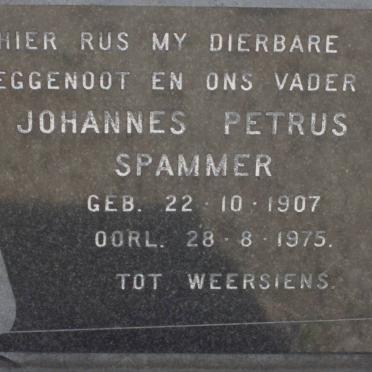 HIER RUS MY DIERBARE
EGGENOOT EN ONS VADER
JOHANNES PETRUS
SPAMMER
GEB. 22·10·1907
OORL. 28·8·1975.
TOT WEERSIENS.